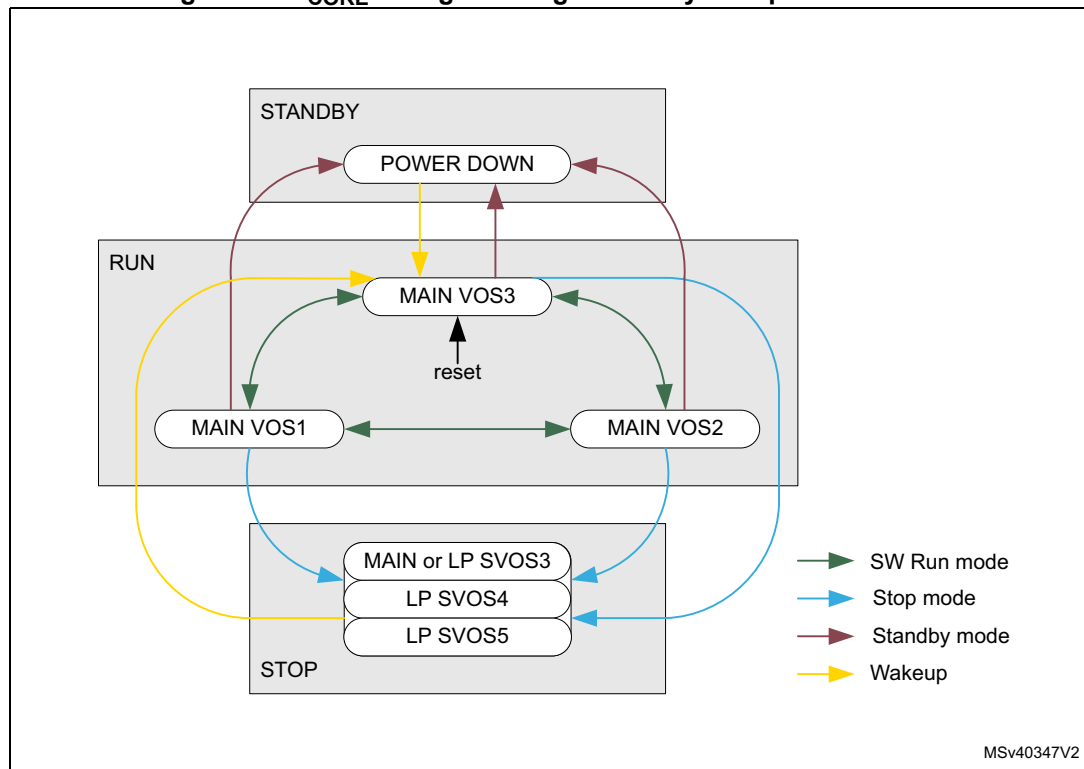 CORE
STANDBY
POWER DOWN
RUN
MAIN VOS3
reset
MAIN VOS1
MAIN VOS2
MAIN or LP SVOS3
LP SVOS4
LP SVOS5
STOP
SW Run mode
Stop mode
Standby mode
Wakeup
MSv40347V2